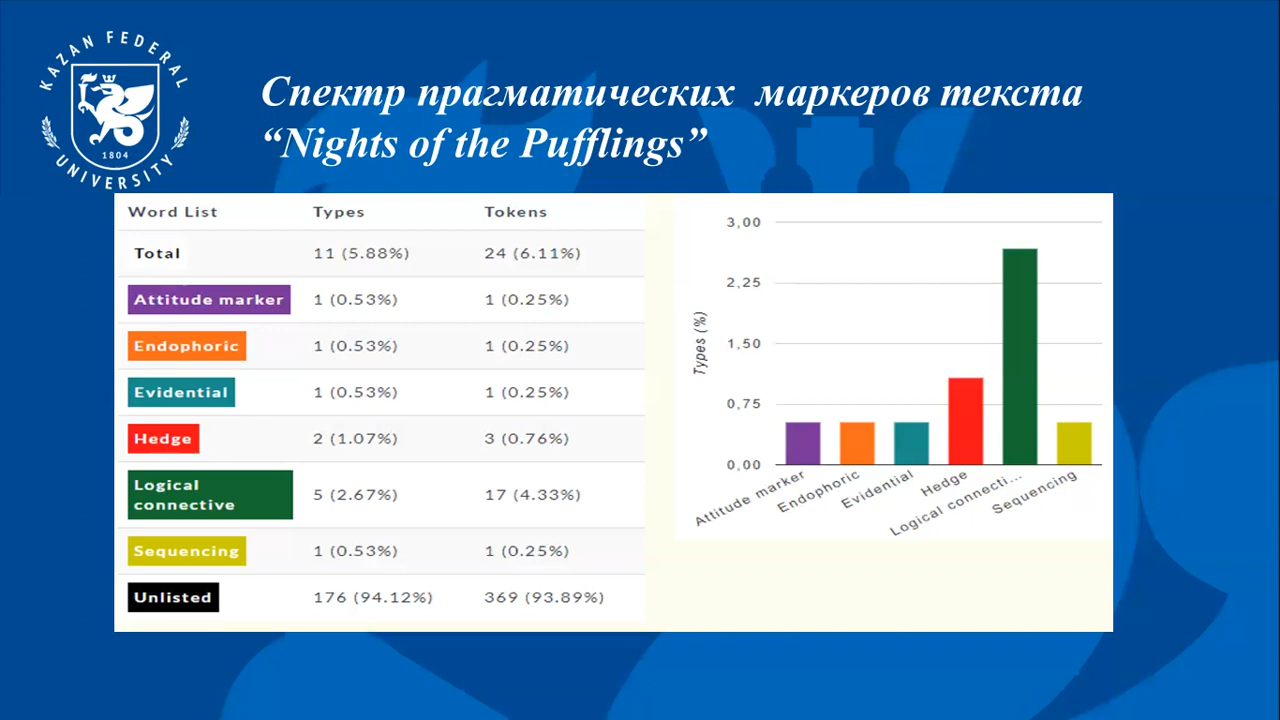 KAZAN FEDERAL
UNIVERSITY
1804
Спектр прагматических маркеров текста
“Nights of the Pufflings”
Word List Types Tokens
Total 11 (5.88%) 24 (6.11%)
Attitude marker 1 (0.53%) 1 (0.25%)
Endophoric 1 (0.53%) 1 (0.25%)
Evidential 1 (0.53%) 1 (0.25%)
Hedge 2 (1.07%) 3 (0.76%)
Logical
connective 5 (2.67%) 17 (4.33%)
Sequencing 1 (0.53%) 1 (0.25%)
Unlisted 176 (94.12%) 369 (93.89%)
Types (%)
3,00
2,25
1,50
0,75
0,00
Attitude marker
Endophoric
Evidential
Hedge
Logical connecti...
Sequencing